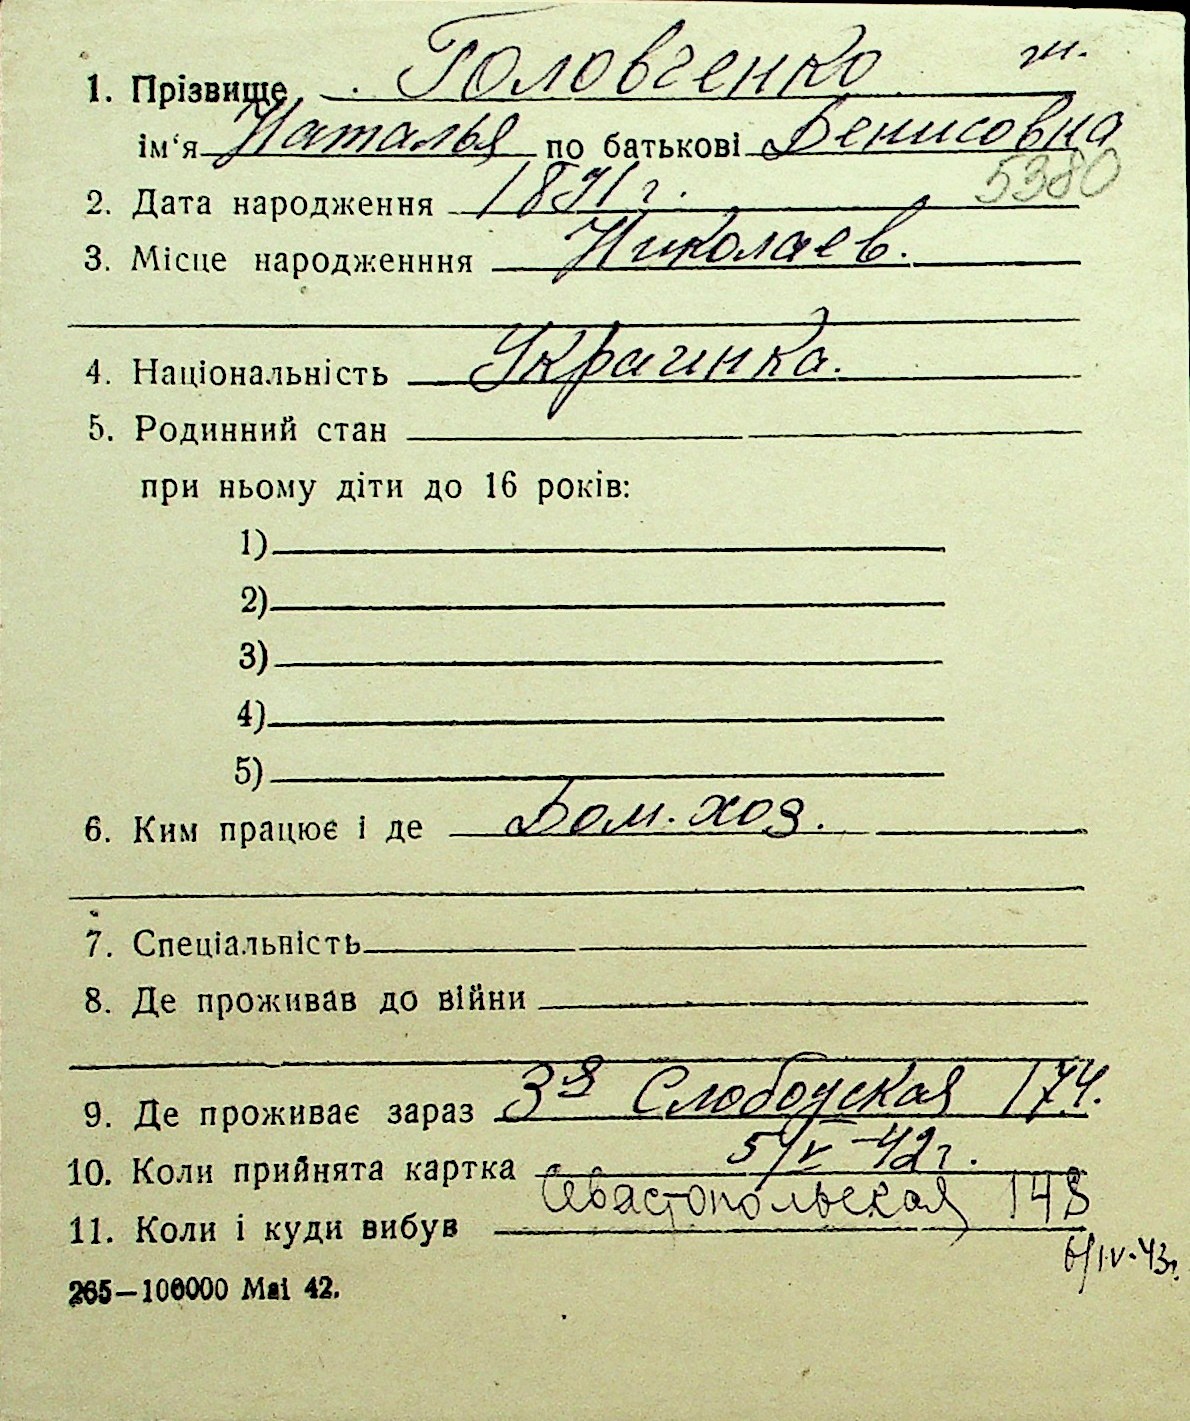 ж.
1. Прізвище Головченко
ім‘я Наталья по батькові Денисовна
5380
2. Дата народження 1871 г.
3. Місце народженння Николаев.
4. Національність Украинка.
5. Родинний стан
при ньому діти до 16 років:
1)
2)
3)
4)
5)
6. Ким працює і де Дом. хоз.
7. Спеціальність
8. Де проживав до війни
9. Де проживає зараз 3я Слободская 174.
10. Коли прийнята картка 5/V-42 г.
11. Коли і куди вибув Севастопольская 148
6/IV-43г.
265—100000 Mai 42.